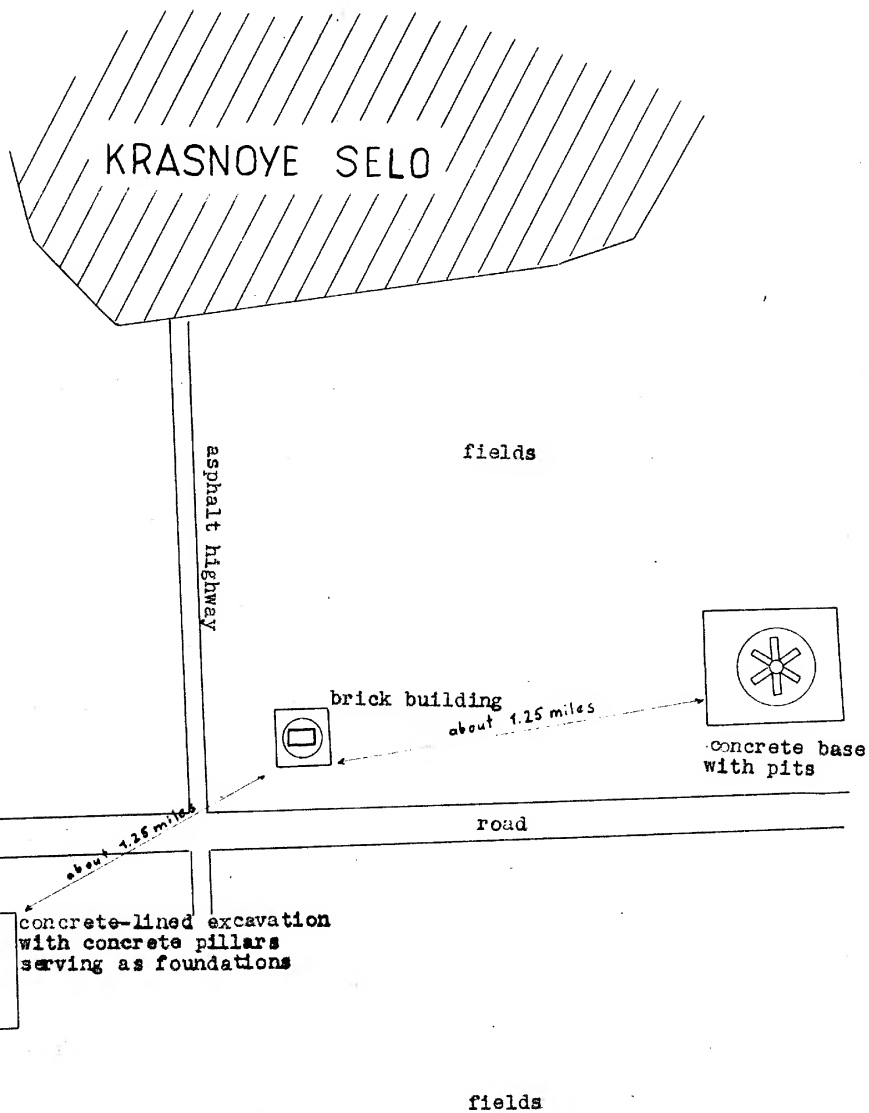 KRASNOYE SELO
fields
asphalt highway
brick building
about 1.25 miles
concrete base
with pits
about 1.25 miles
road
concrete-lined excavation
with concrete pillars
serving as foundations
fields